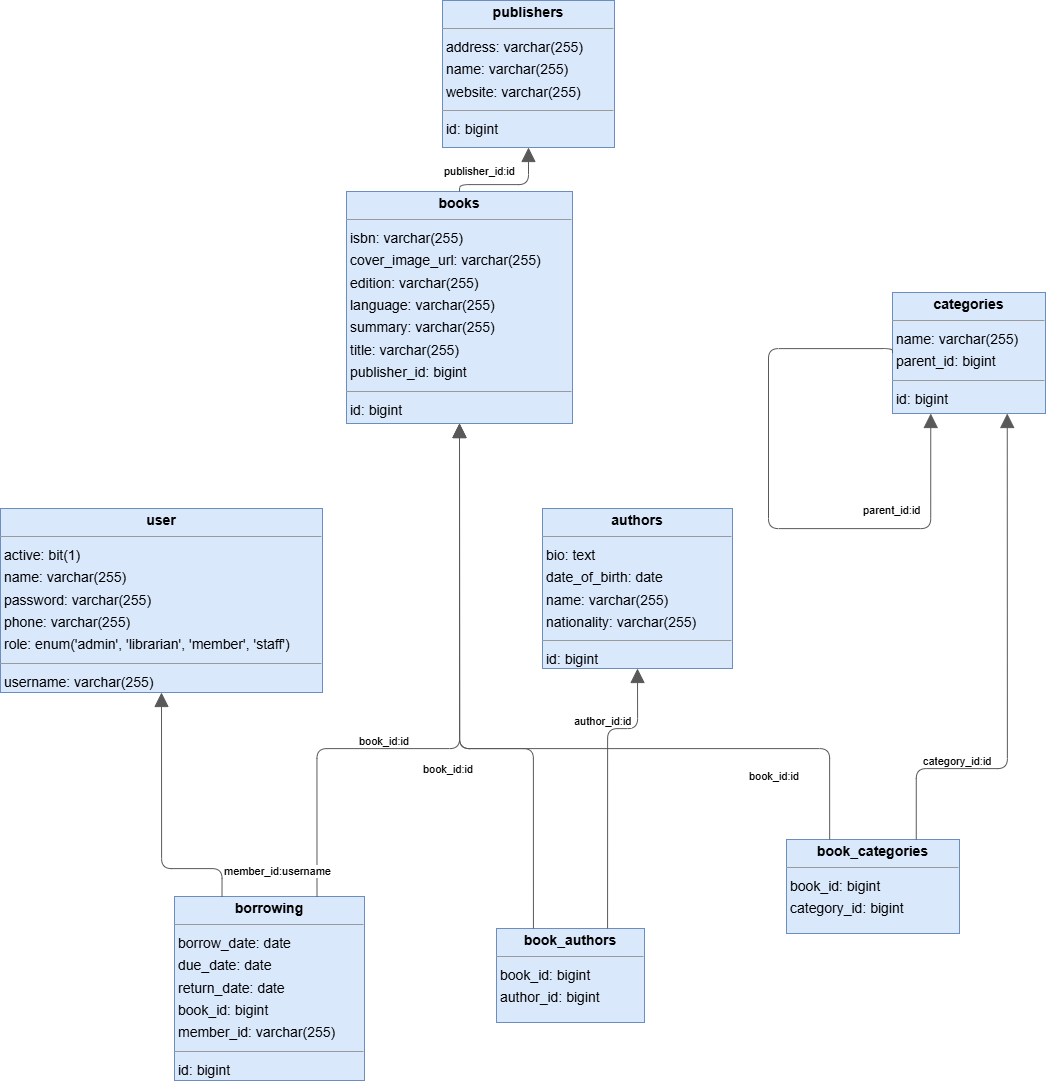 publishers
address: varchar(255)
name: varchar(255)
website: varchar(255)
id: bigint
publisher_id:id
books
isbn: varchar(255)
cover_image_url: varchar(255)
edition: varchar(255)
language: varchar(255)
summary: varchar(255)
title: varchar(255)
publisher_id: bigint
id: bigint
categories
name: varchar(255)
parent_id: bigint
id: bigint
parent_id:id
user
active: bit(1)
name: varchar(255)
password: varchar(255)
phone: varchar(255)
role: enum('admin', 'librarian', 'member', 'staff')
username: varchar(255)
authors
bio: text
date_of_birth: date
name: varchar(255)
nationality: varchar(255)
id: bigint
author_id:id
book_id:id
book_id:id
book_id:id
category_id:id
book_categories
book_id: bigint
category_id: bigint
member_id:username
borrowing
borrow_date: date
due_date: date
return_date: date
book_id: bigint
member_id: varchar(255)
id: bigint
book_authors
book_id: bigint
author_id: bigint